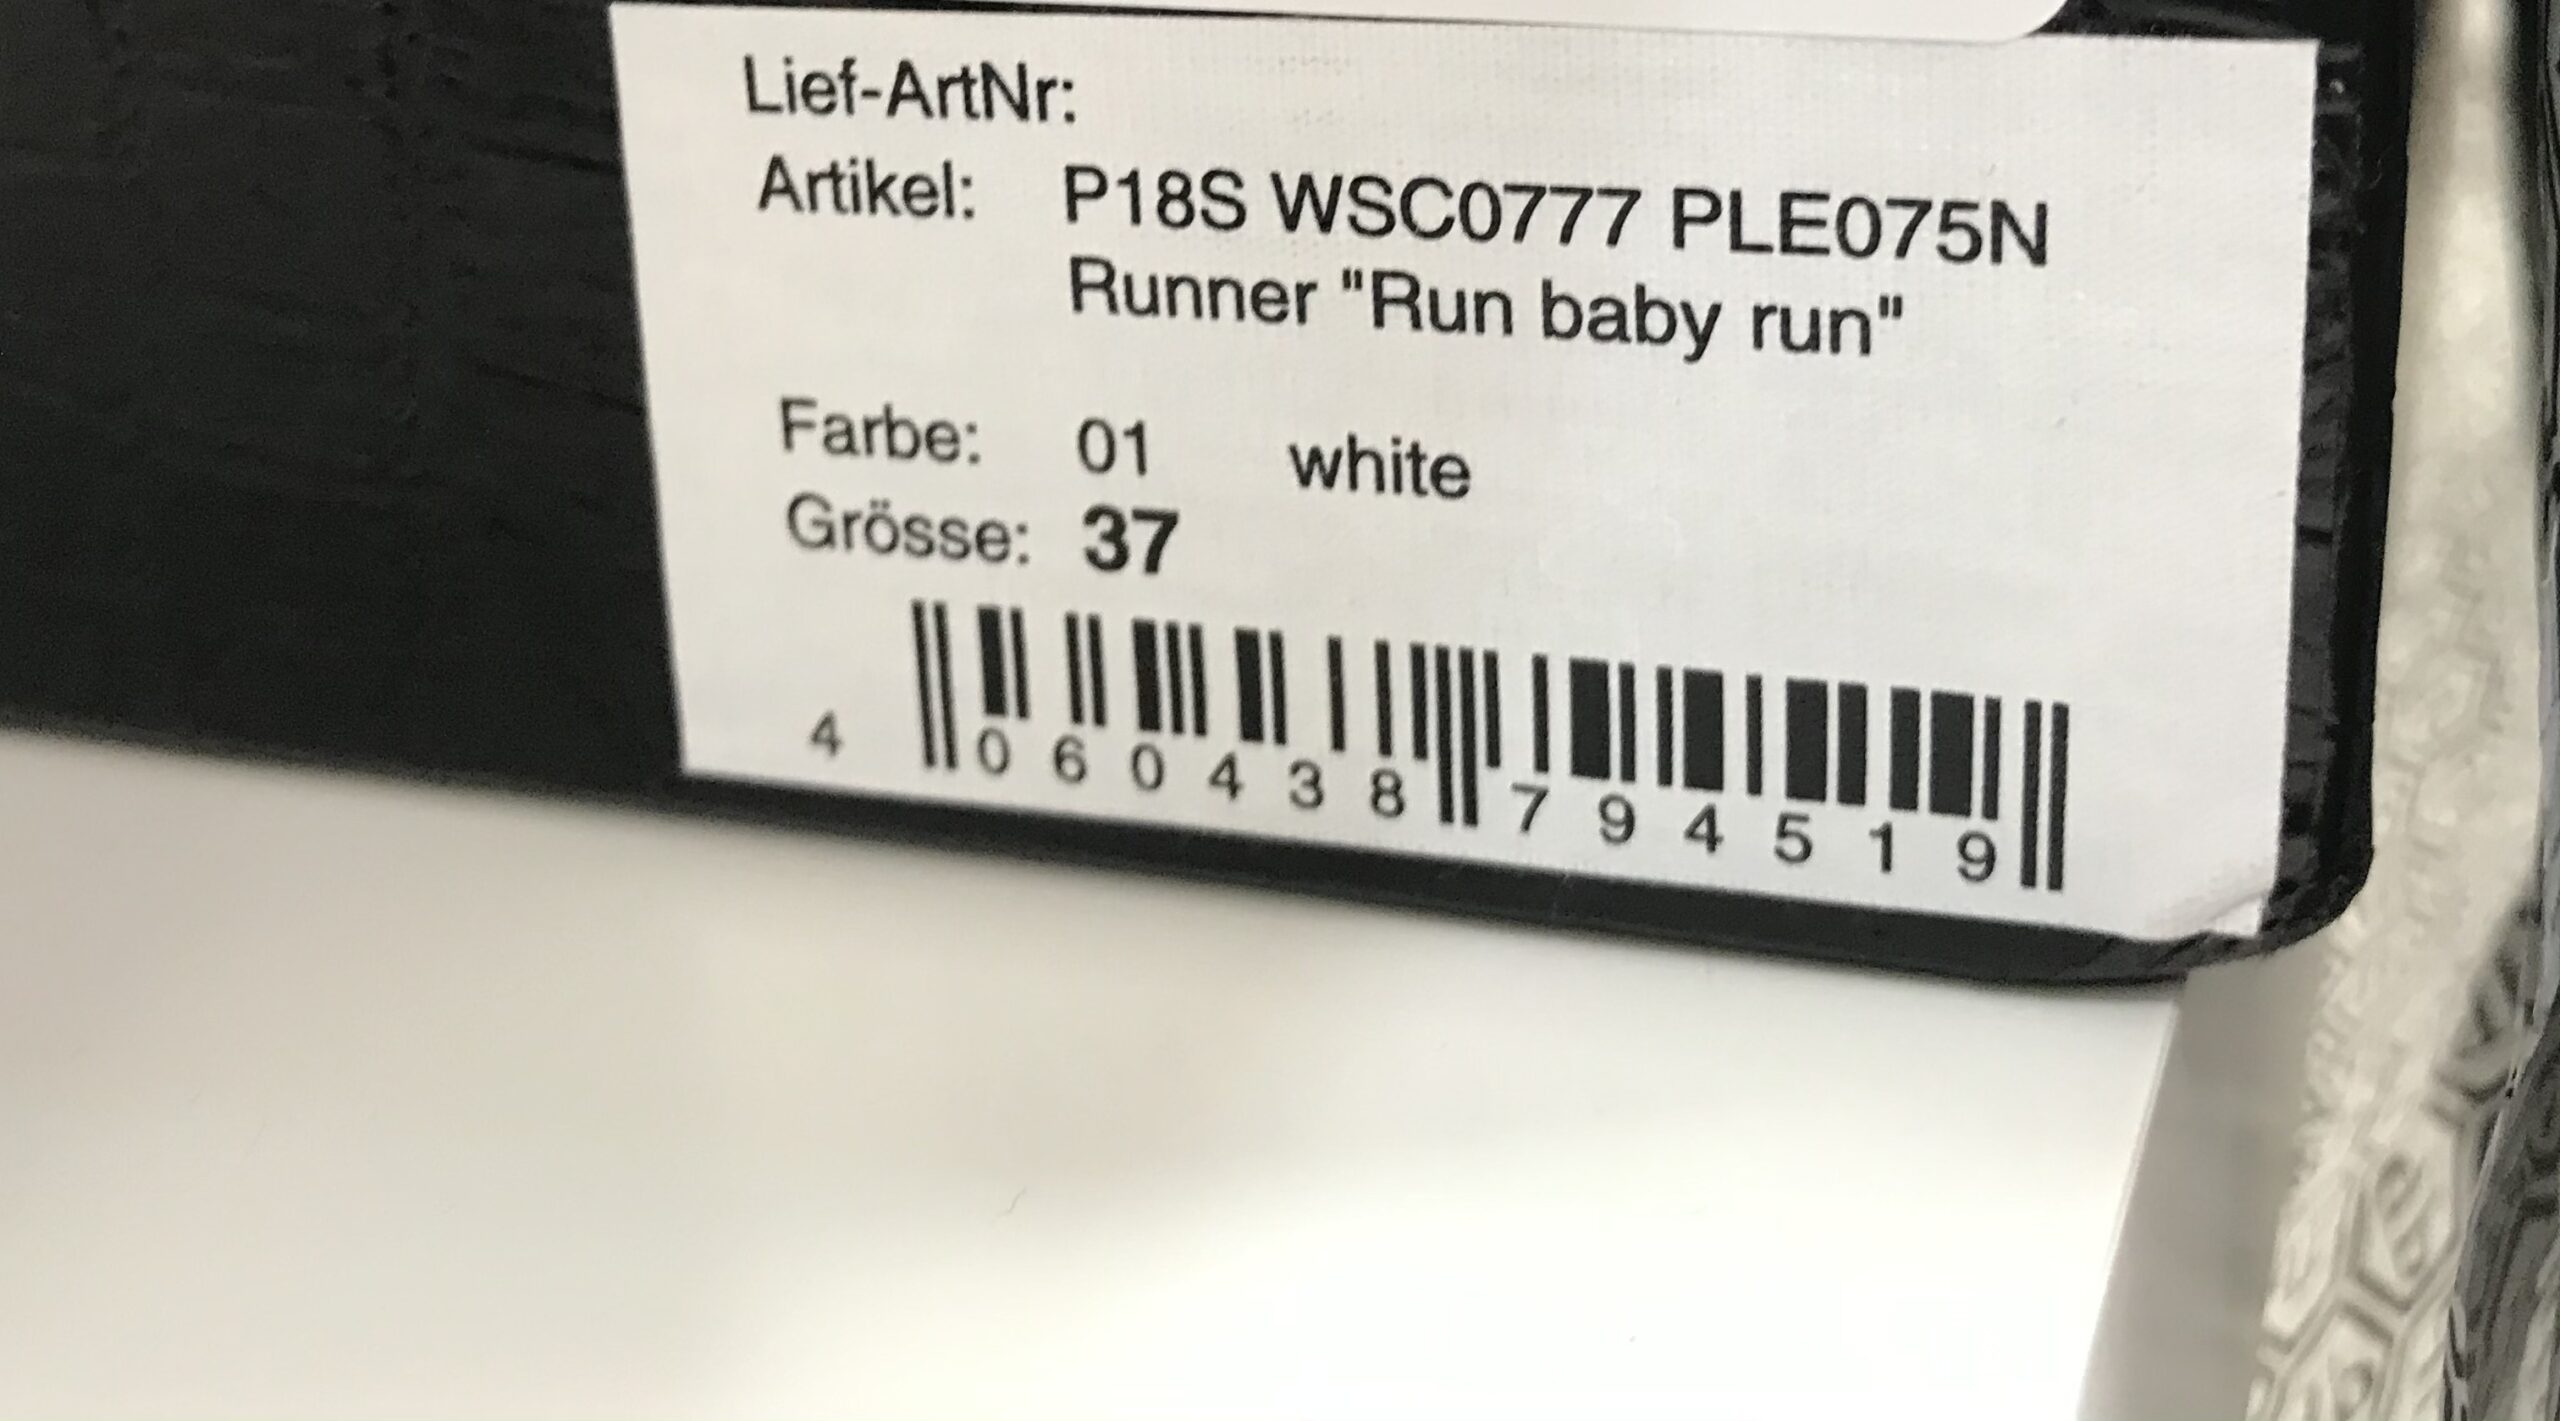 Lief-ArtNr:
Artikel: P18S WSC0777 PLE075N
Runner "Run baby run"
Farbe: 01 white
Grösse: 37
4 060438 794519